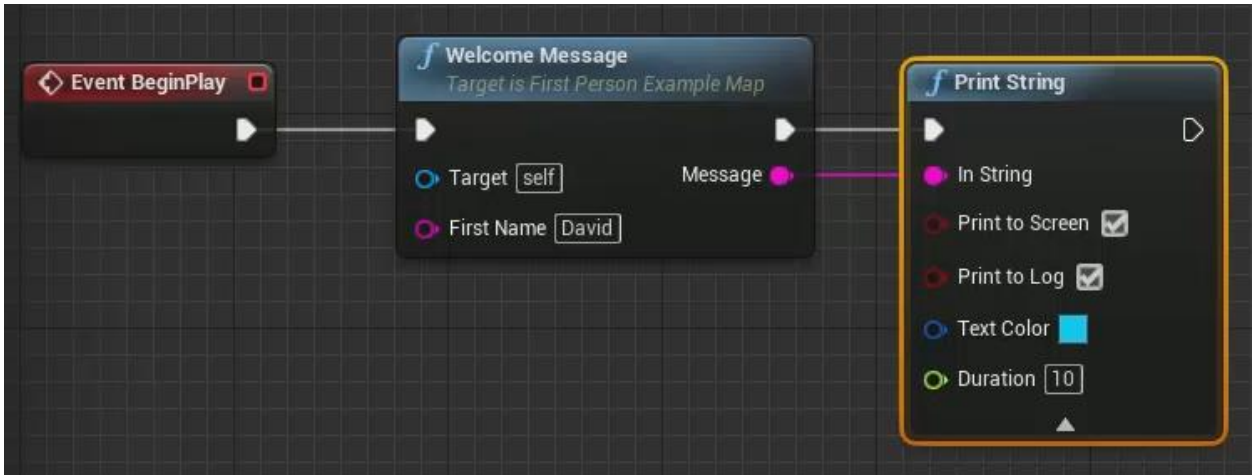 Event BeginPlay
f Welcome Message
Target is First Person Example Map
Target self
Message
First Name David
f Print String
In String
Print to Screen
Print to Log
Text Color
Duration 10